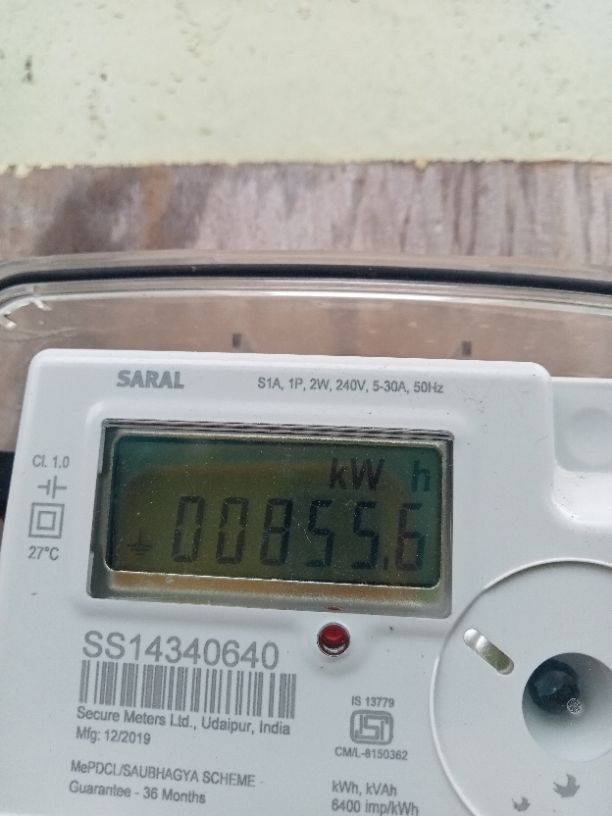 SARAL
S1A, 1P, 2W, 240V, 5-30A, 50Hz
Cl. 1.0
27°C
kW h
00855.6
SS14340640
Secure Meters Ltd., Udaipur, India
Mfg: 12/2019
MePDCL/SAUBHAGYA SCHEME
Guarantee - 36 Months
IS 13779
ISI
CM/L-8150362
kWh, kVAh
6400 imp/kWh